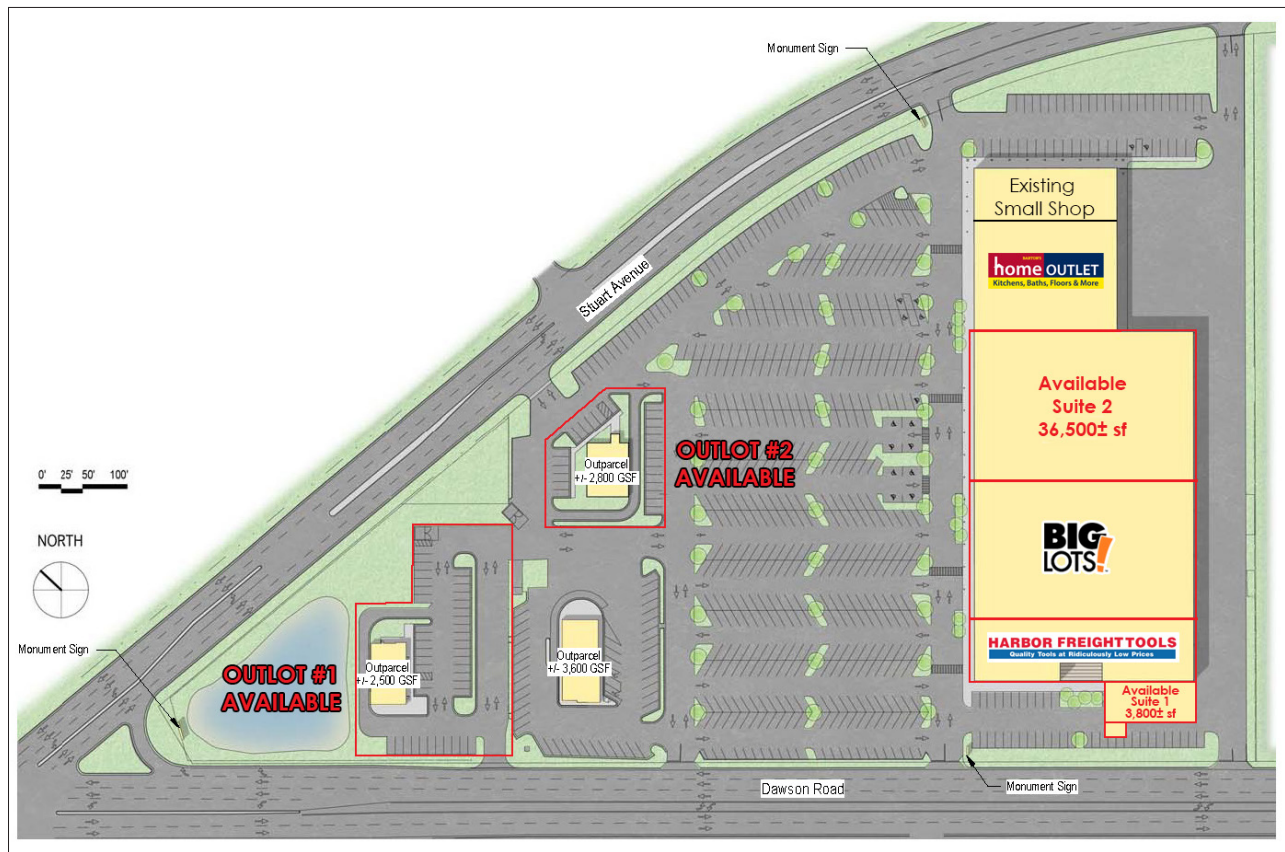 Monument Sign
Existing
Small Shop
BARTON'S
home OUTLET
Kitchens, Baths, Floors & More
Stuart Avenue
Available
Suite 2
36,500± sf
OUTLOT #2
AVAILABLE
Outparcel
+/- 2,800 GSF
0' 25' 50' 100'
NORTH
BIG
LOTS!
Monument Sign
HARBOR FREIGHT TOOLS
Quality Tools at Ridiculously Low Prices
OUTLOT #1
AVAILABLE
Outparcel
+/- 2,500 GSF
Outparcel
+/- 3,600 GSF
Available
Suite 1
3,800± sf
Dawson Road
Monument Sign